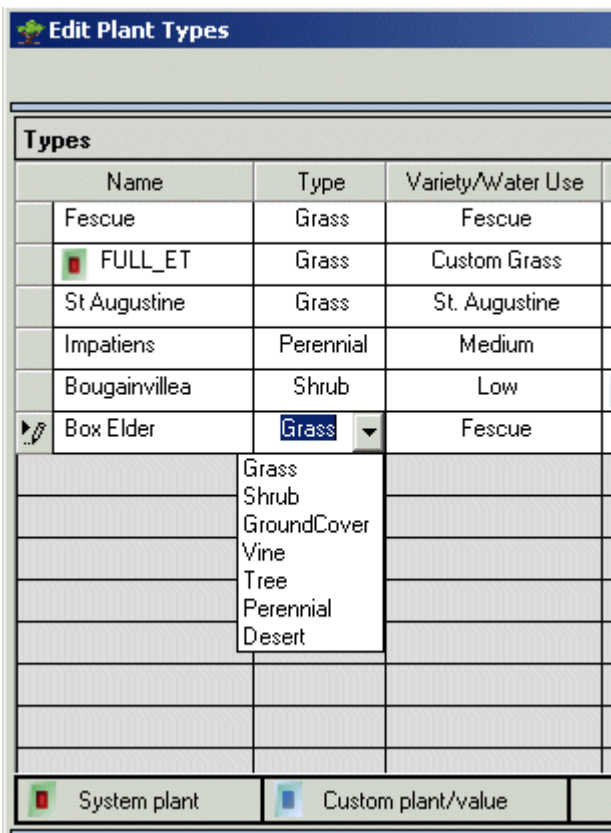 Edit Plant Types
Types
Name Type Variety/Water Use
Fescue Grass Fescue
FULL_ET Grass Custom Grass
St Augustine Grass St. Augustine
Impatiens Perennial Medium
Bougainvillea Shrub Low
Box Elder Grass Fescue
Grass
Shrub
GroundCover
Vine
Tree
Perennial
Desert
System plant Custom plant/value